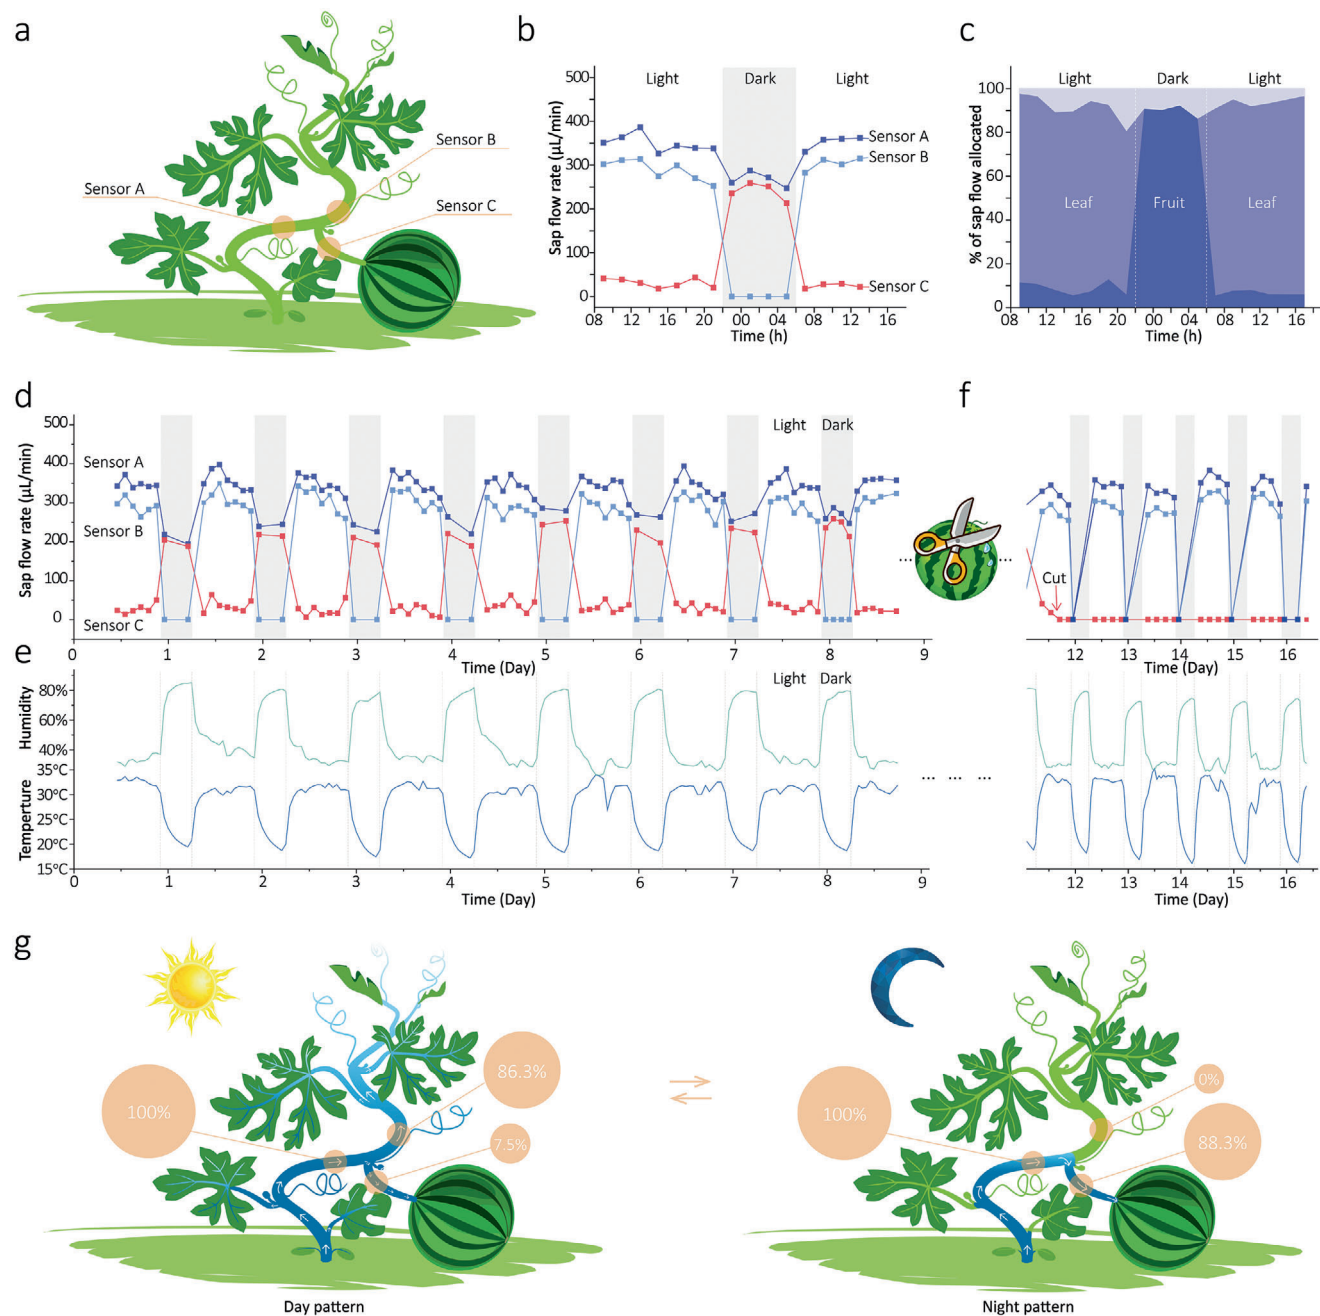 a
Sensor A
Sensor B
Sensor C
b
Sap flow rate (µL/min)
500
400
300
200
100
0
Light
Dark
Light
Sensor A
Sensor B
Sensor C
08
12
16
20
00
04
08
12
16
Time (h)
c
% of sap flow allocated
100
80
60
40
20
0
Light
Dark
Light
Leaf
Fruit
Leaf
08
12
16
20
00
04
08
12
16
Time (h)
d
Sap flow rate (µL/min)
500
400
300
200
100
0
Sensor A
Sensor B
Sensor C
Light
Dark
0
1
2
3
4
5
6
7
8
9
Time (Day)
... ...
f
Cut
12
13
14
15
16
Time (Day)
e
Humidity
80%
60%
40%
Temperture
35°C
30°C
20°C
15°C
Light
Dark
0
1
2
3
4
5
6
7
8
9
Time (Day)
... ... ...
12
13
14
15
16
Time (Day)
g
100%
86.3%
7.5%
Day pattern
100%
0%
88.3%
Night pattern